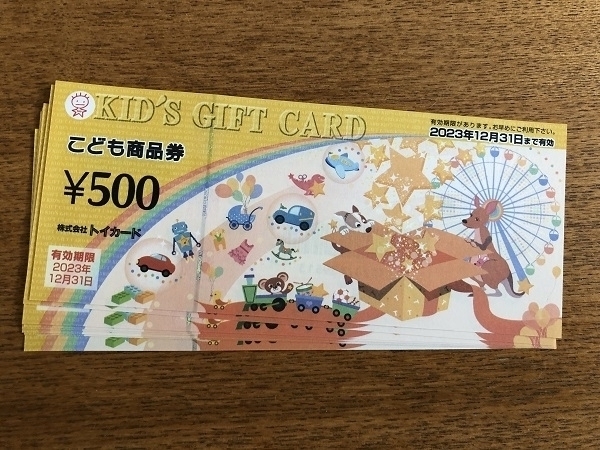 KID'S GIFT CARD
こども商品券
¥500
株式会社トイカード
有効期限
2023年
12月31日
有効期限があります。お早めにご利用下さい。
2023年12月31日まで有効